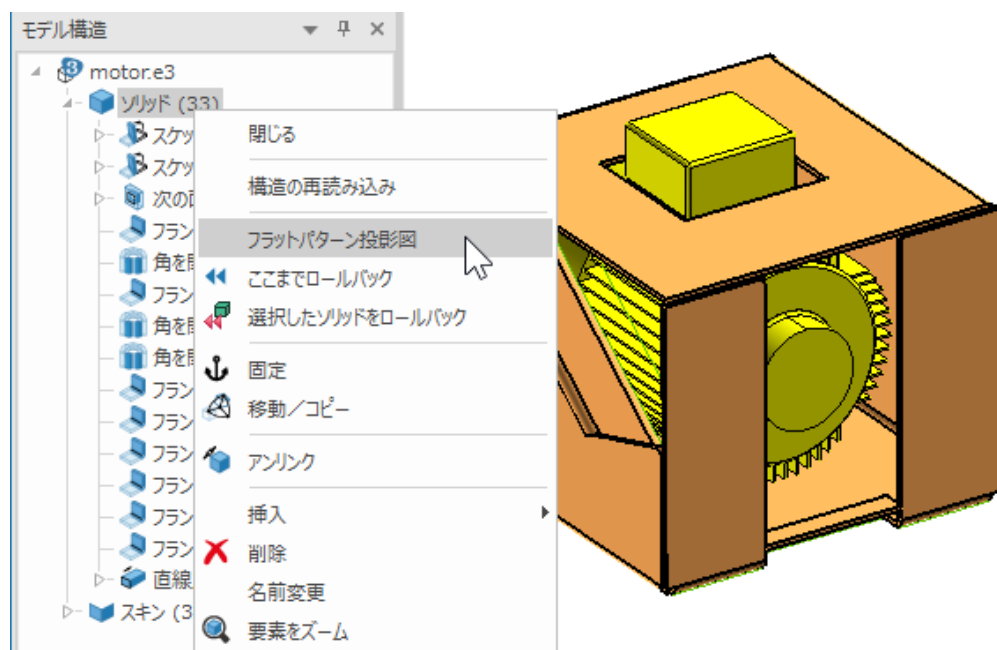 モデル構造
motor.e3
ソリッド (33)
スケッ
スケッ
次の
フラン
角を
フラン
角を
角を
フラン
フラン
フラン
フラン
フラン
フラン
直線
スキン (3
閉じる
構造の再読み込み
フラットパターン投影図
ここまでロールバック
選択したソリッドをロールバック
固定
移動／コピー
アンリンク
挿入
削除
名前変更
要素をズーム